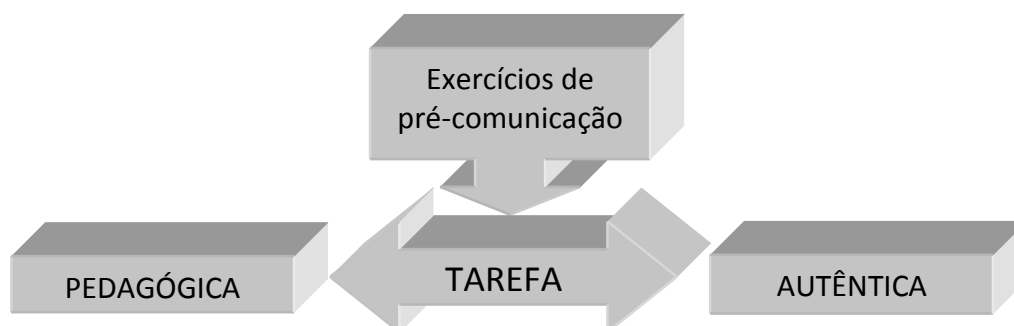 Exercícios de
pré-comunicação
PEDAGÓGICA
TAREFA
AUTÊNTICA